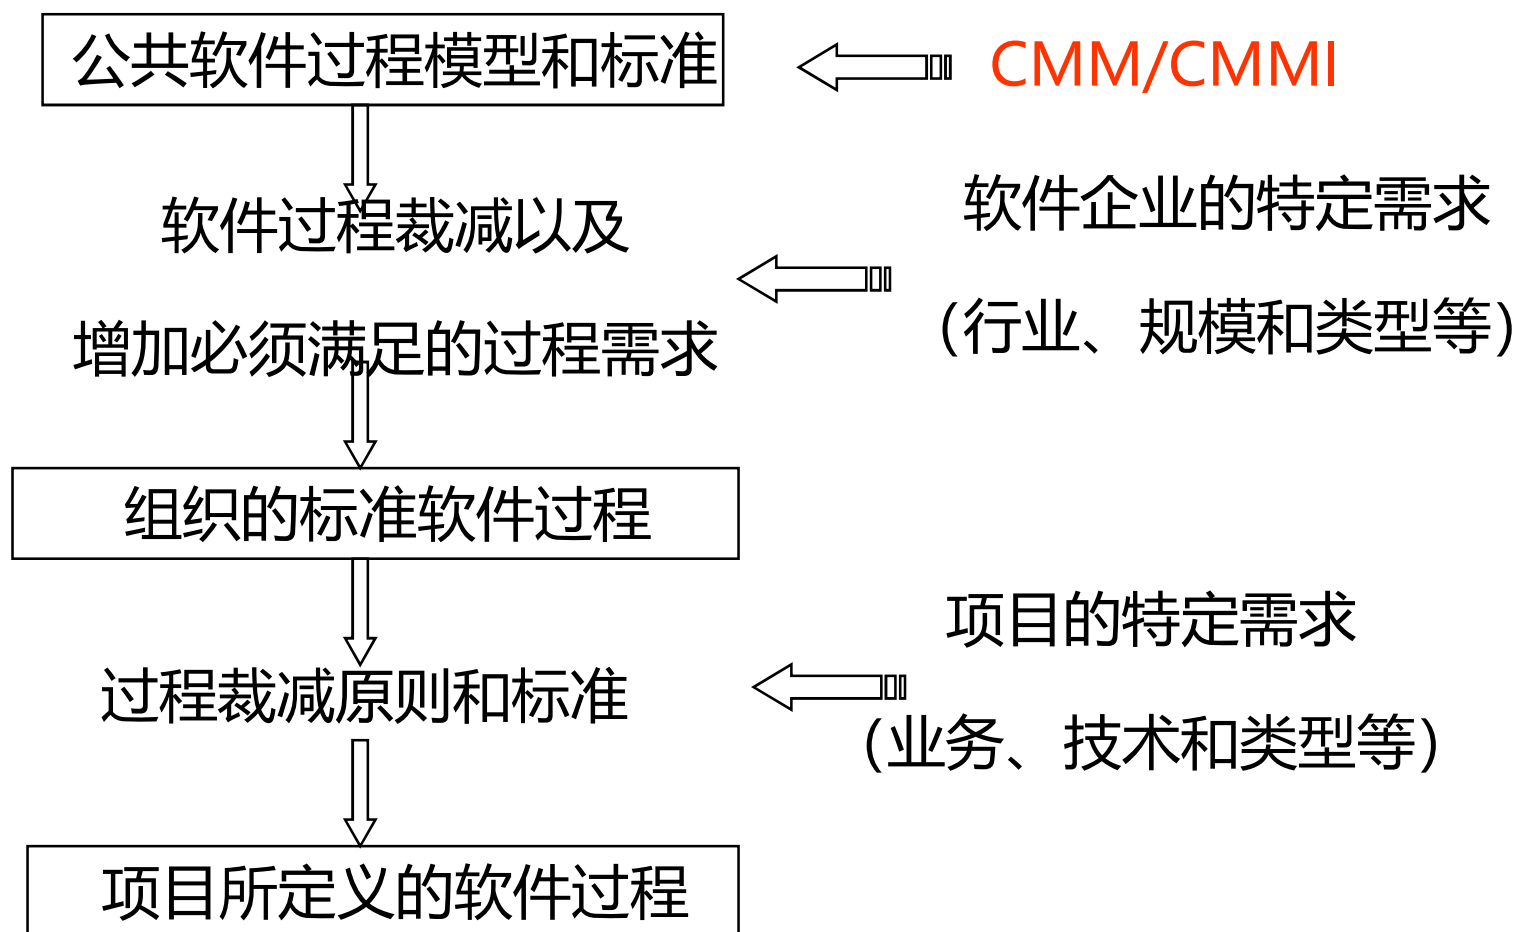 公共软件过程模型和标准
CMM/CMMI
软件过程裁减以及
增加必须满足的过程需求
软件企业的特定需求
(行业、规模和类型等)
组织的标准软件过程
过程裁减原则和标准
项目的特定需求
(业务、技术和类型等)
项目所定义的软件过程